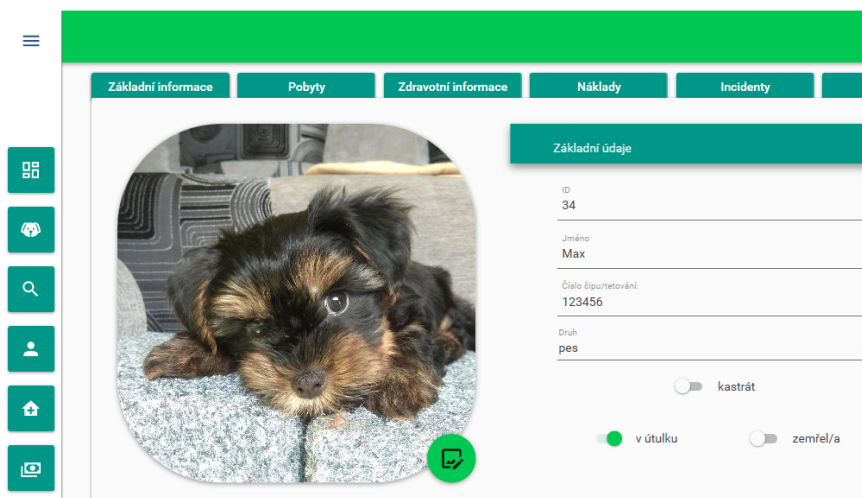 Základní informace
Pobyty
Zdravotní informace
Náklady
Incidenty
Základní údaje
ID
34
Jméno
Max
Číslo čipu/tetování:
123456
Druh
pes
kastrát
v útulku
zemřel/a